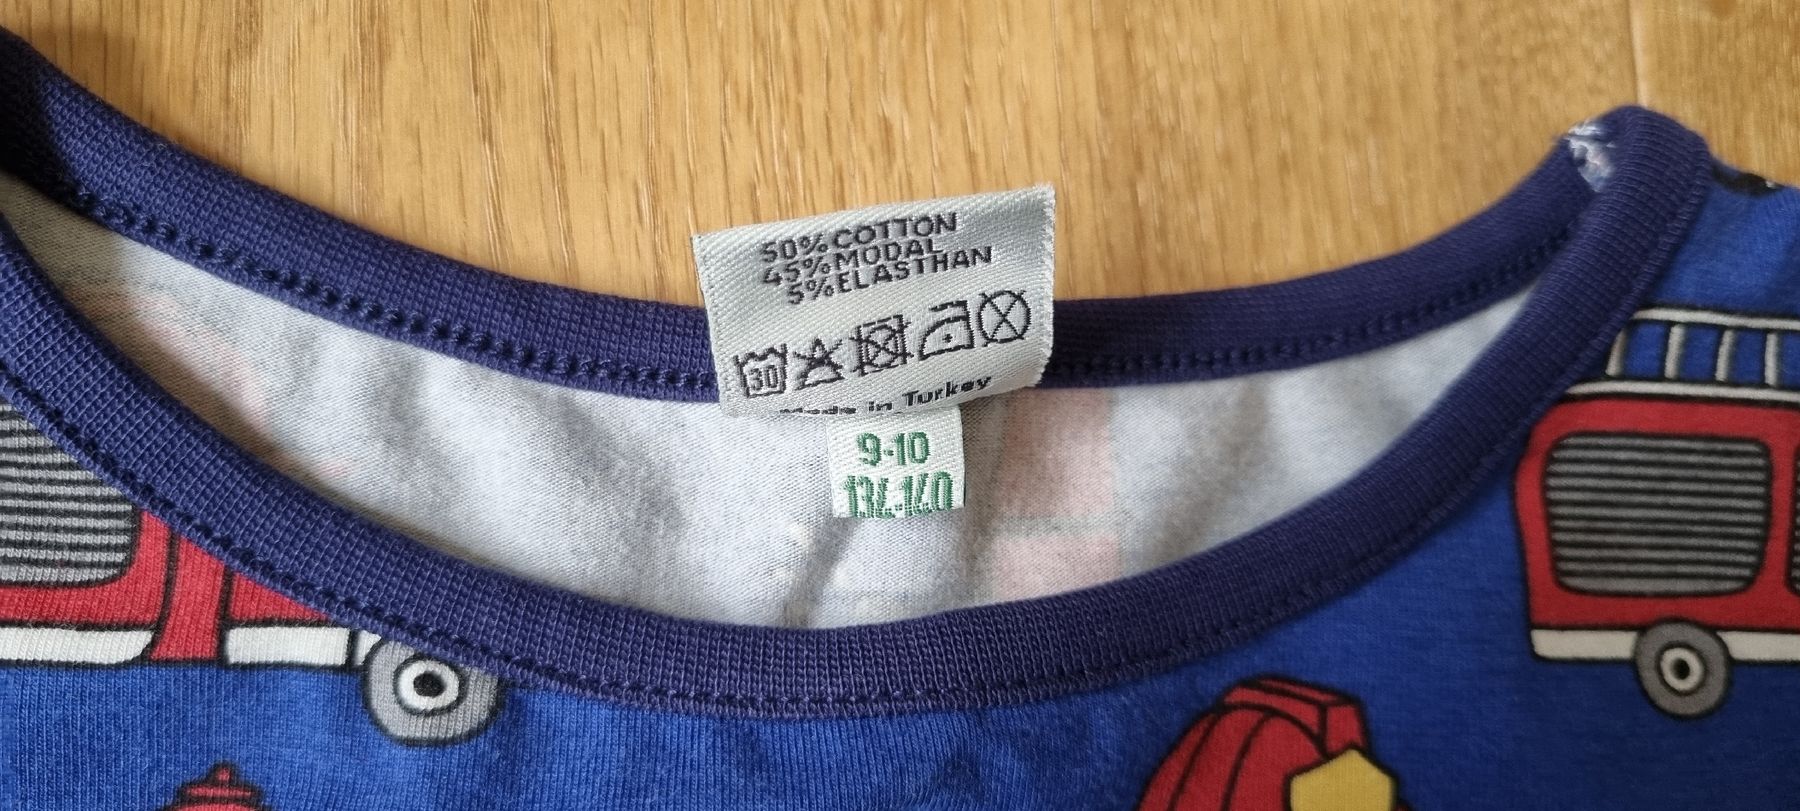 50% COTTON
45% MODAL
5% ELASTHAN
30
Made in Turkey
9-10
134-140